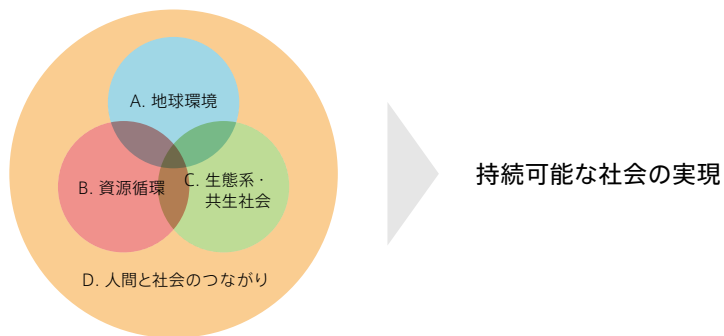 A. 地球環境
B. 資源循環
C. 生態系・
共生社会
D. 人間と社会のつながり
持続可能な社会の実現